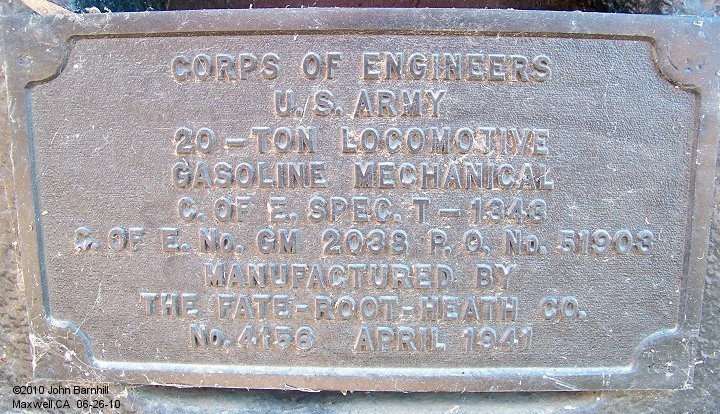 CORPS OF ENGINEERS
U.S. ARMY
20-TON LOCOMOTIVE
GASOLINE MECHANICAL
C. OF E. SPEC. T-1343
C. OF E. No. GM 2038 P.O. No. 51903
MANUFACTURED BY
THE FATE-ROOT-HEATH CO.
No. 4156 APRIL 1941
©2010 John Barnhill
Maxwell,CA 06-26-10